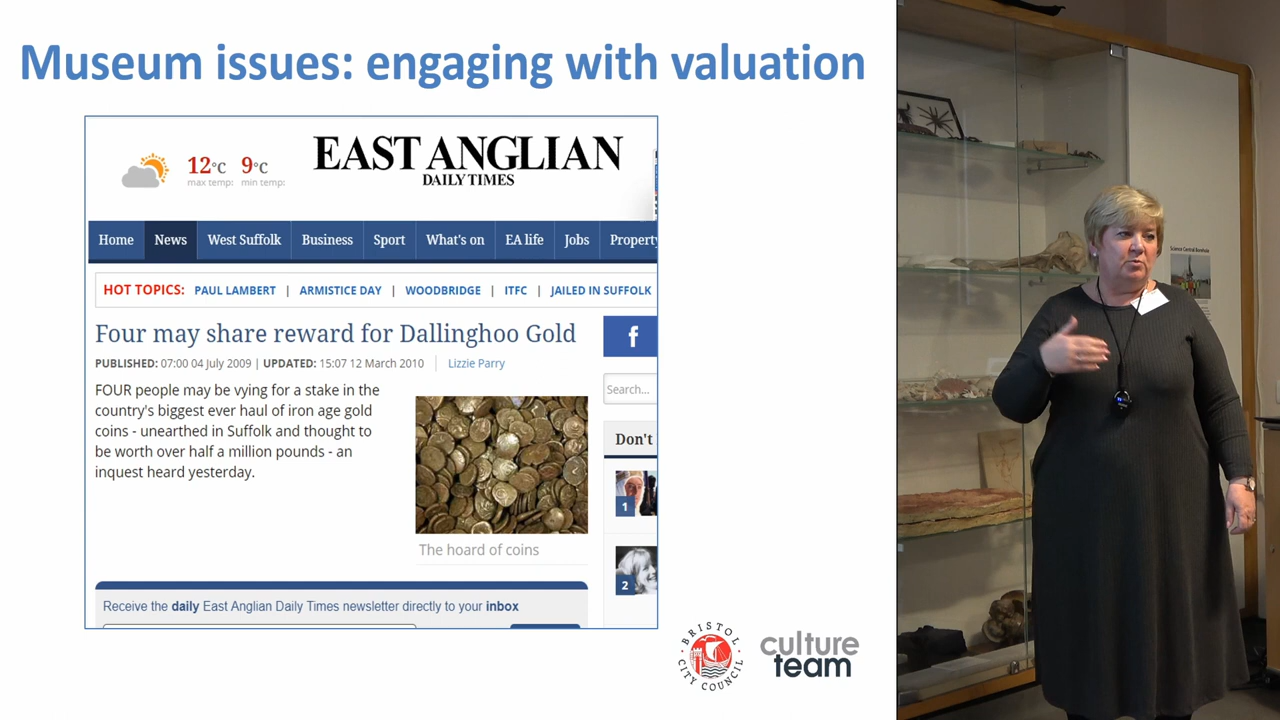 Museum issues: engaging with valuation
12°C 9°C
max temp: min temp:
EAST ANGLIAN
DAILY TIMES
Home News West Suffolk Business Sport What's on EA life Jobs Property
HOT TOPICS: PAUL LAMBERT | ARMISTICE DAY | WOODBRIDGE | ITFC | JAILED IN SUFFOLK
Four may share reward for Dallinghoo Gold
PUBLISHED: 07:00 04 July 2009 | UPDATED: 15:07 12 March 2010 | Lizzie Parry
FOUR people may be vying for a stake in the
country's biggest ever haul of iron age gold
coins - unearthed in Suffolk and thought to
be worth over half a million pounds - an
inquest heard yesterday.
The hoard of coins
f
Search...
Don't
1
2
Receive the daily East Anglian Daily Times newsletter directly to your inbox
BRISTOL
CITY COUNCIL
culture
team
Science Central Borehole